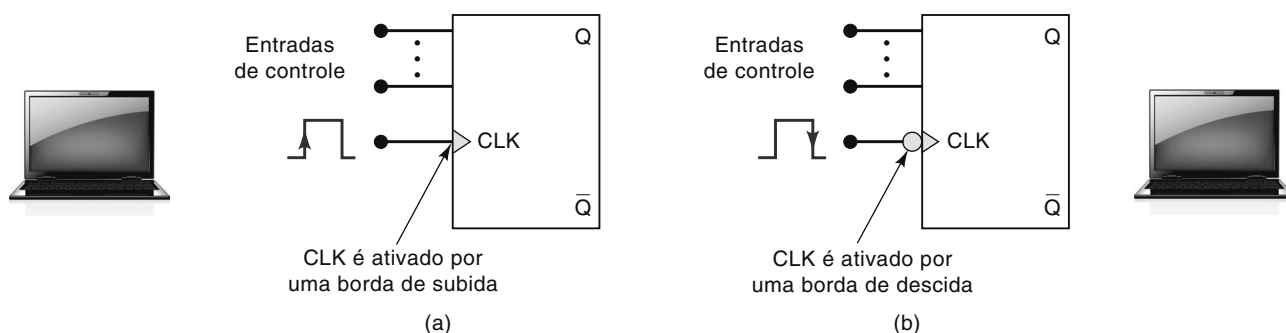 Entradas
de controle
Q
CLK
Q̅
CLK é ativado por
uma borda de subida
(a)
Entradas
de controle
Q
CLK
Q̅
CLK é ativado por
uma borda de descida
(b)